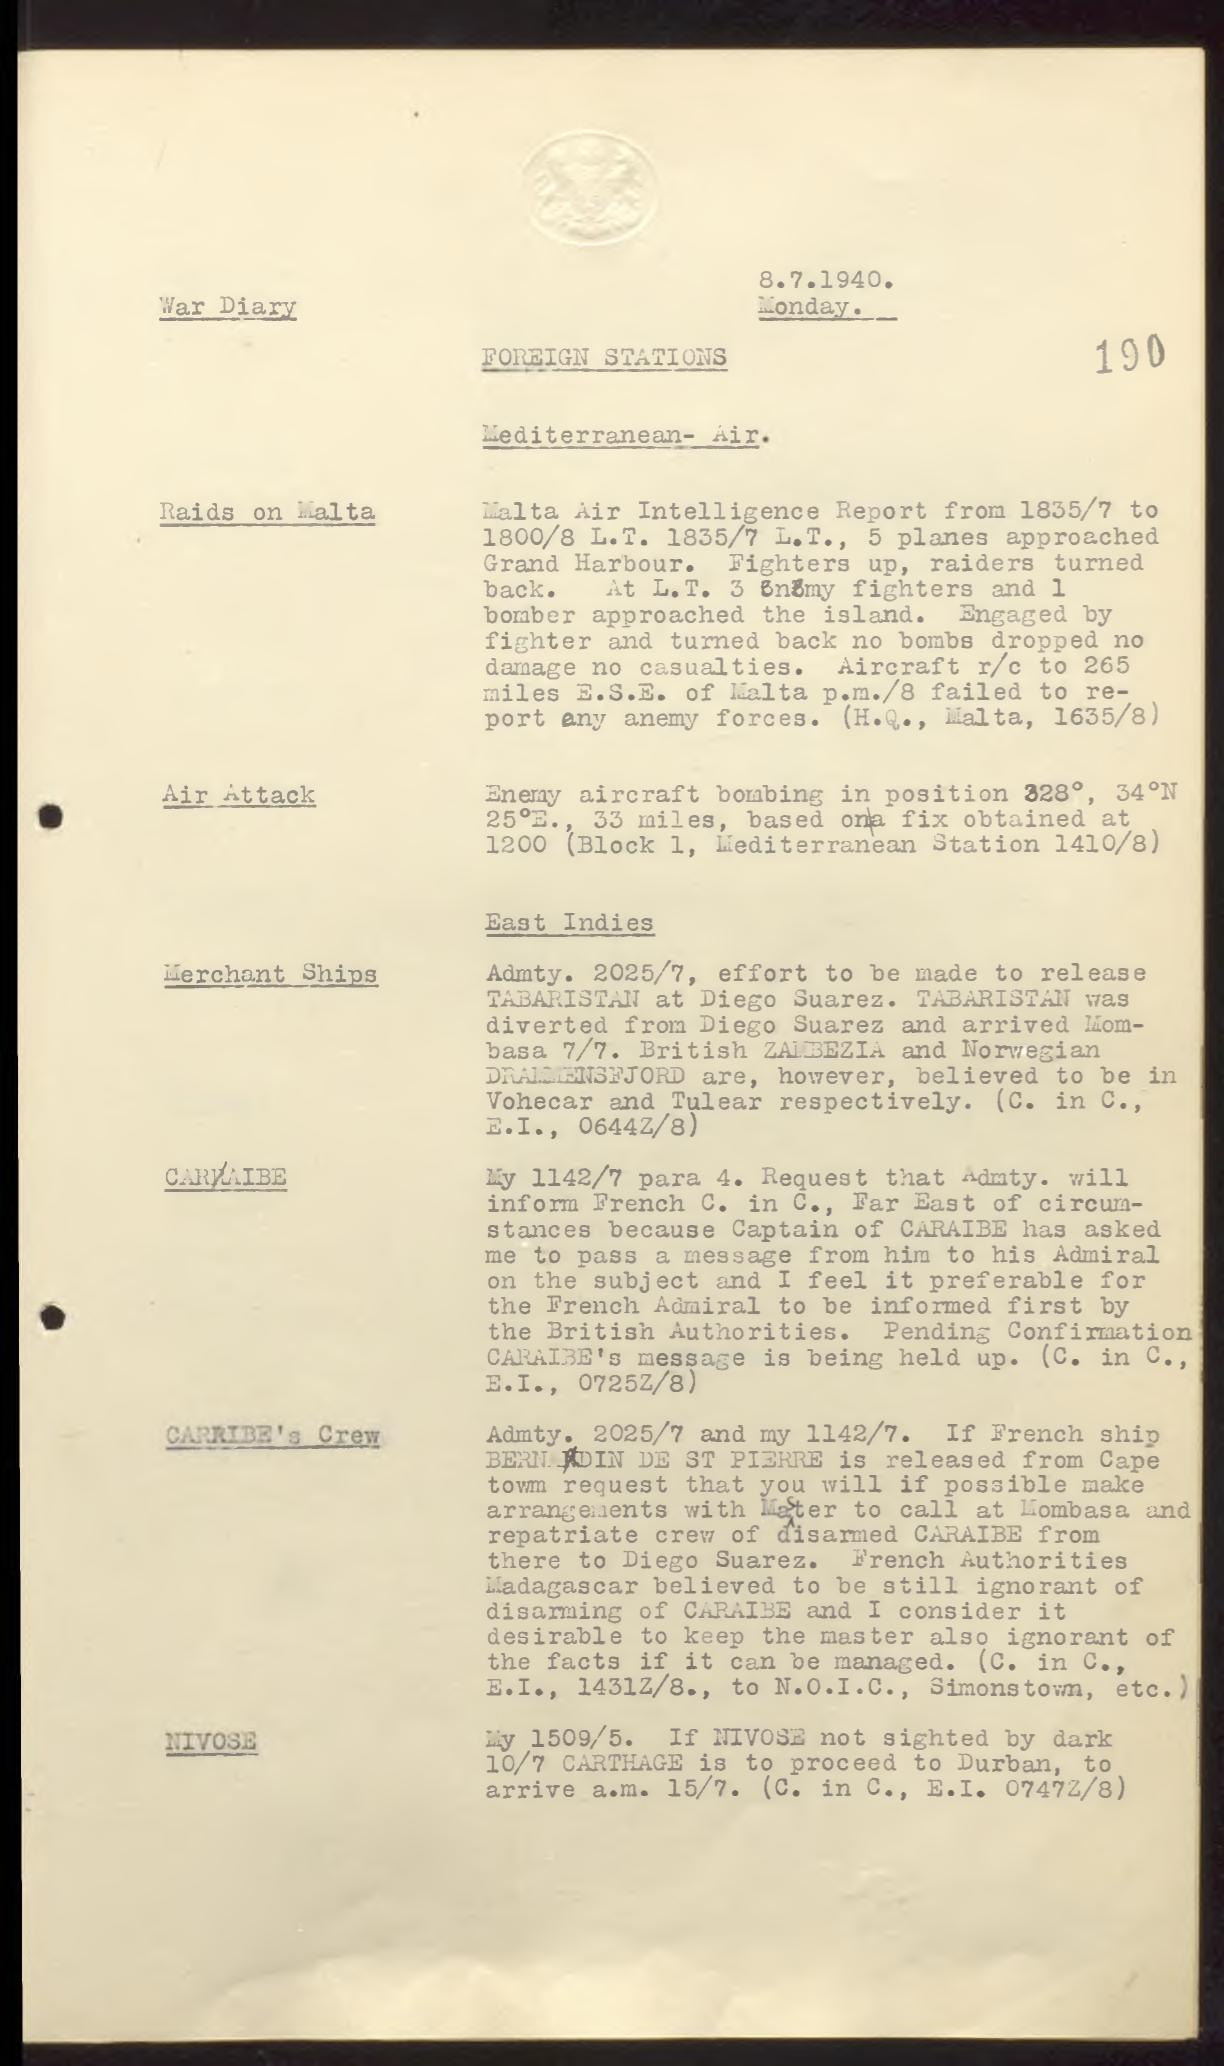 8.7.1940.
War Diary
Monday.
FOREIGN STATIONS
190
Mediterranean- Air.
Raids on Malta
Malta Air Intelligence Report from 1835/7 to
1800/8 L.T. 1835/7 L.T., 5 planes approached
Grand Harbour. Fighters up, raiders turned
back. At L.T. 3 enemy fighters and 1
bomber approached the island. Engaged by
fighter and turned back no bombs dropped no
damage no casualties. Aircraft r/c to 265
miles E.S.E. of Malta p.m./8 failed to re-
port any anemy forces. (H.Q., Malta, 1635/8)
Air Attack
Enemy aircraft bombing in position 328°, 34°N
25°E., 33 miles, based on a fix obtained at
1200 (Block 1, Mediterranean Station 1410/8)
East Indies
Merchant Ships
Admty. 2025/7, effort to be made to release
TABARISTAN at Diego Suarez. TABARISTAN was
diverted from Diego Suarez and arrived Mom-
basa 7/7. British ZAMBEZIA and Norwegian
DRAMMENSFJORD are, however, believed to be in
Vohecar and Tulear respectively. (C. in C.,
E.I., 0644Z/8)
CARAIBE
My 1142/7 para 4. Request that Admty. will
inform French C. in C., Far East of circum-
stances because Captain of CARAIBE has asked
me to pass a message from him to his Admiral
on the subject and I feel it preferable for
the French Admiral to be informed first by
the British Authorities. Pending Confirmation
CARAIBE's message is being held up. (C. in C.,
E.I., 0725Z/8)
CARRIBE's Crew
Admty. 2025/7 and my 1142/7. If French ship
BERNADIN DE ST PIERRE is released from Cape
town request that you will if possible make
arrangements with Master to call at Mombasa and
repatriate crew of disarmed CARAIBE from
there to Diego Suarez. French Authorities
Madagascar believed to be still ignorant of
disarming of CARAIBE and I consider it
desirable to keep the master also ignorant of
the facts if it can be managed. (C. in C.,
E.I., 1431Z/8., to N.O.I.C., Simonstown, etc.)
NIVOSE
My 1509/5. If NIVOSE not sighted by dark
10/7 CARTHAGE is to proceed to Durban, to
arrive a.m. 15/7. (C. in C., E.I. 0747Z/8)